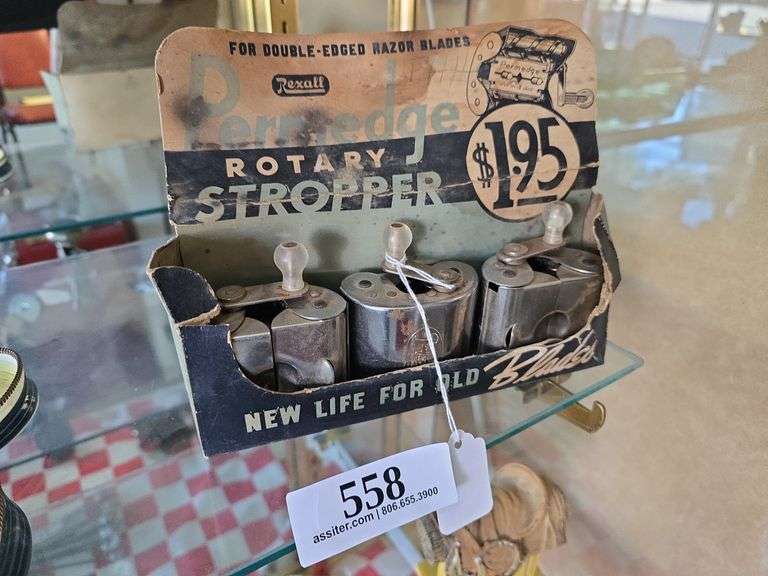 FOR DOUBLE-EDGED RAZOR BLADES
Rexall
Permedge
ROTARY
STROPPER
Permedge
$1.95
NEW LIFE FOR OLD Blades
558
assiter.com | 806.655.3900